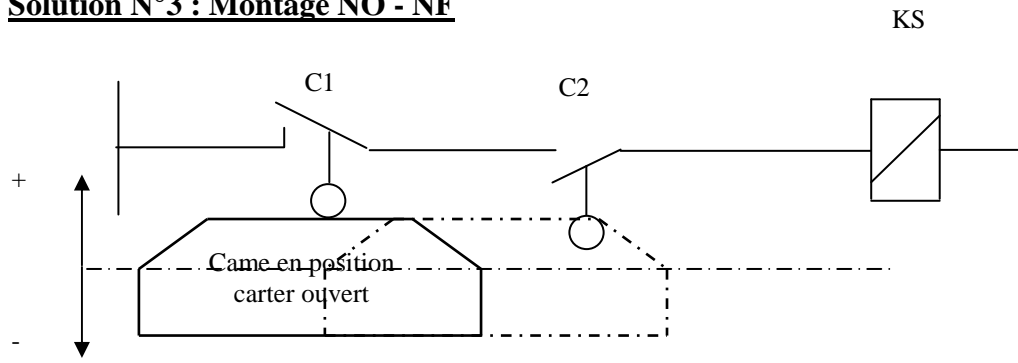 Solution N°3 : Montage NO - NF
KS
C1
C2
+
Came en position
carter ouvert
-